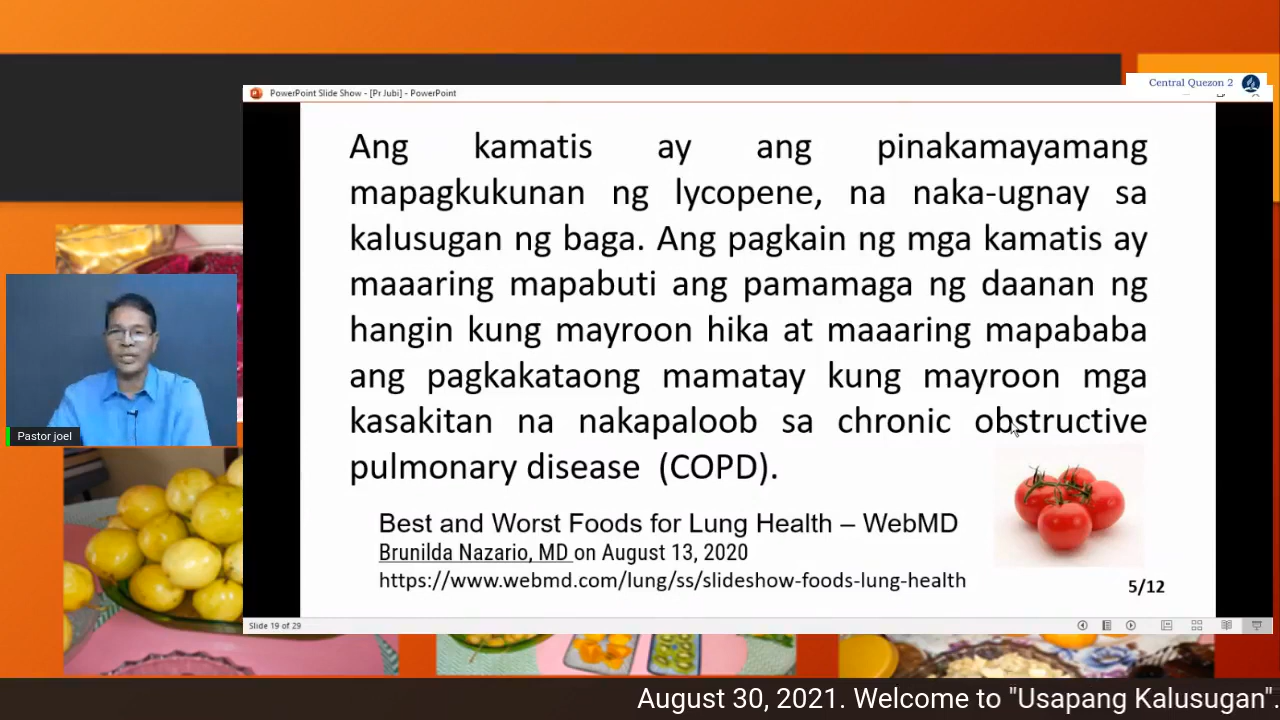 Central Quezon 2
PowerPoint Slide Show - [Pr Jubi] - PowerPoint
Ang kamatis ay ang pinakamayamang
mapagkukunan ng lycopene, na naka-ugnay sa
kalusugan ng baga. Ang pagkain ng mga kamatis ay
maaaring mapabuti ang pamamaga ng daanan ng
hangin kung mayroon hika at maaaring mapababa
ang pagkakataong mamatay kung mayroon mga
kasakitan na nakapaloob sa chronic obstructive
pulmonary disease (COPD).
Best and Worst Foods for Lung Health – WebMD
Brunilda Nazario, MD on August 13, 2020
https://www.webmd.com/lung/ss/slideshow-foods-lung-health
5/12
Pastor joel
Slide 19 of 29
August 30, 2021. Welcome to "Usapang Kalusugan".